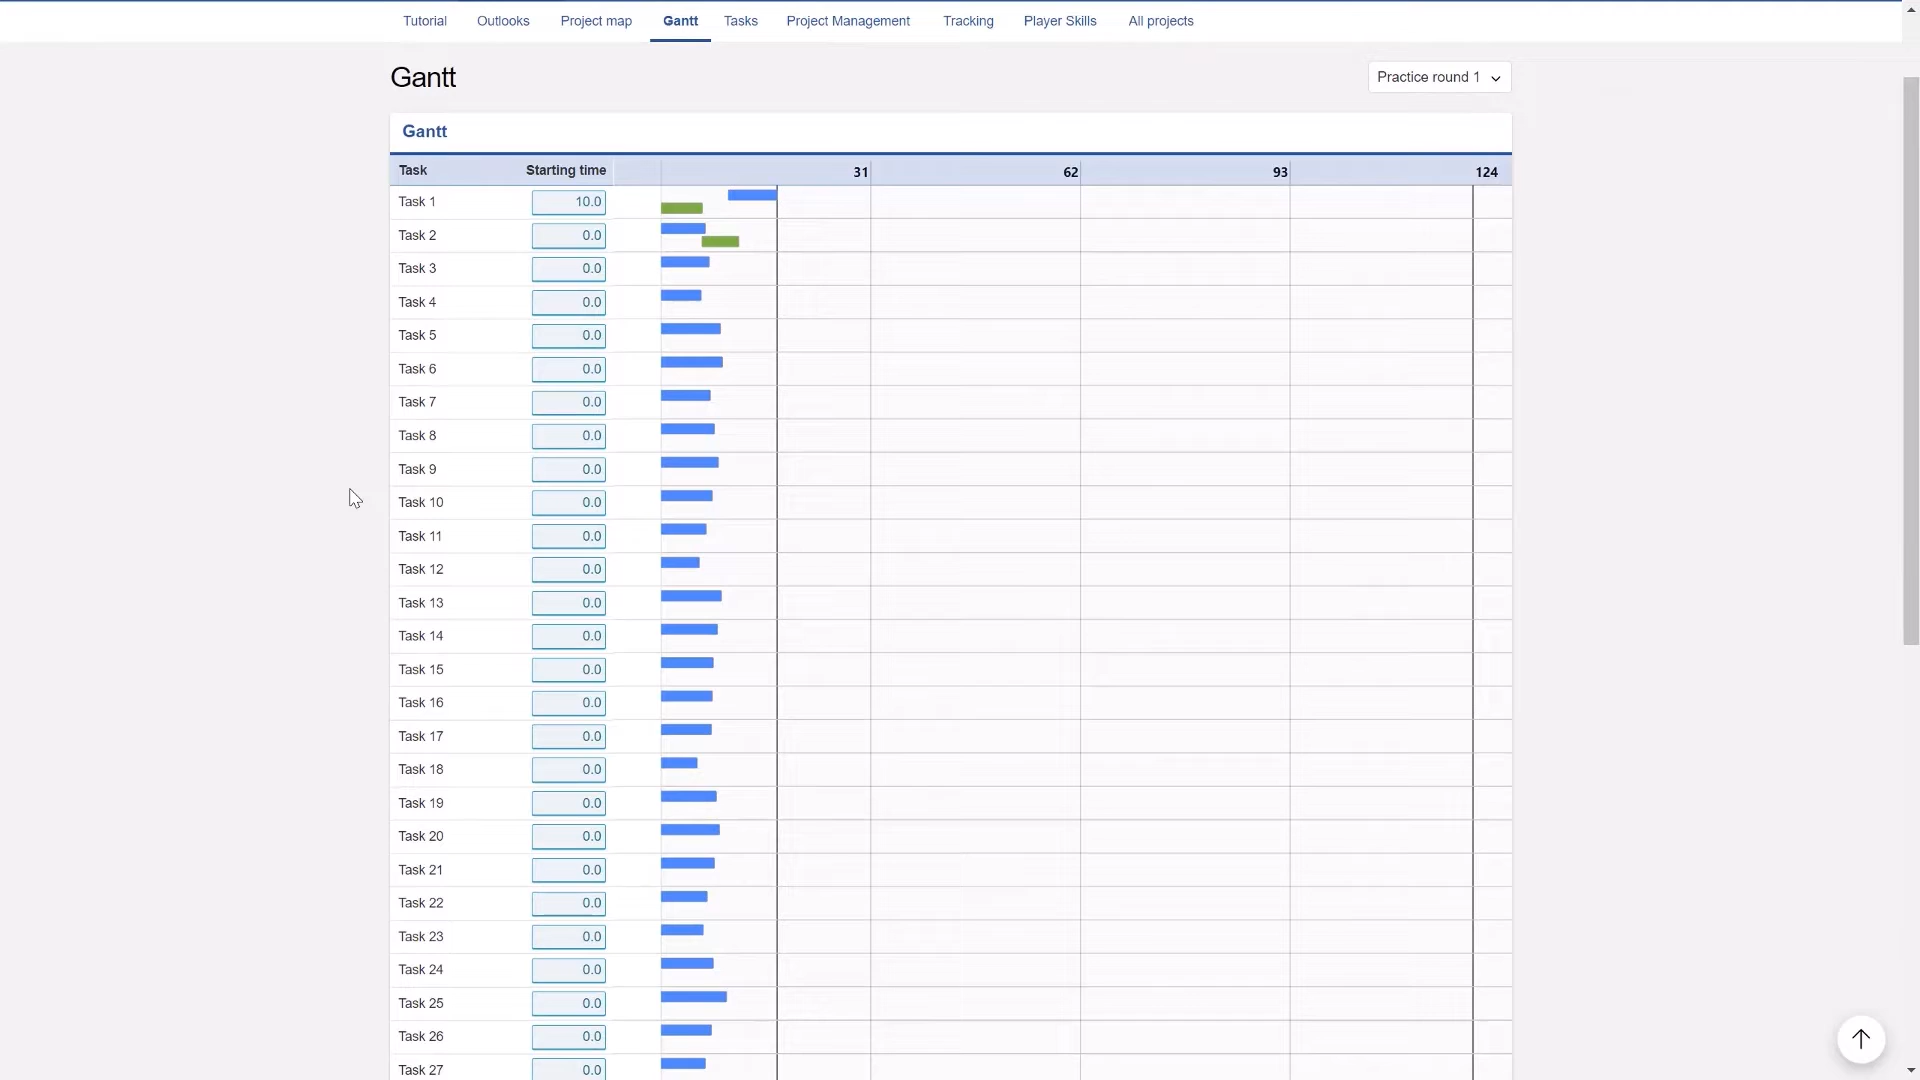 Tutorial Outlooks Project map Gantt Tasks Project Management Tracking Player Skills All projects
Gantt Practice round 1
Gantt
Task Starting time 31 62 93 124
Task 1 10.0
Task 2 0.0
Task 3 0.0
Task 4 0.0
Task 5 0.0
Task 6 0.0
Task 7 0.0
Task 8 0.0
Task 9 0.0
Task 10 0.0
Task 11 0.0
Task 12 0.0
Task 13 0.0
Task 14 0.0
Task 15 0.0
Task 16 0.0
Task 17 0.0
Task 18 0.0
Task 19 0.0
Task 20 0.0
Task 21 0.0
Task 22 0.0
Task 23 0.0
Task 24 0.0
Task 25 0.0
Task 26 0.0
Task 27 0.0